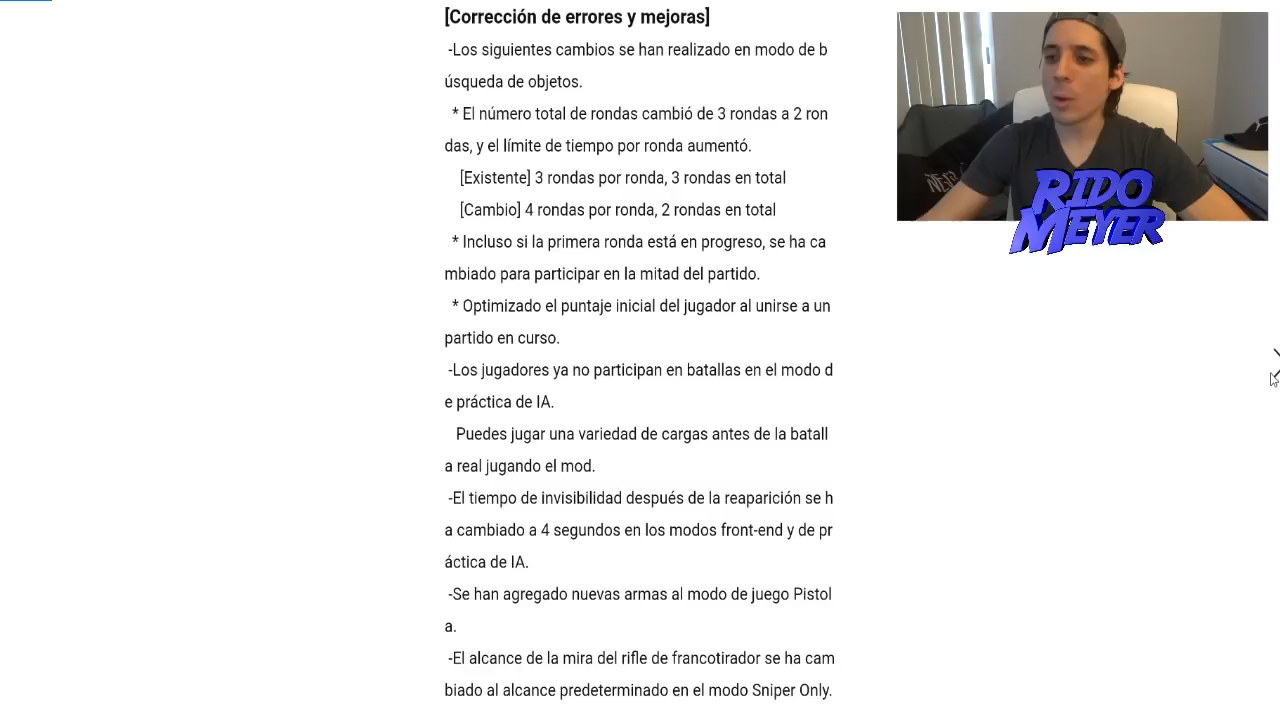 [Corrección de errores y mejoras]
-Los siguientes cambios se han realizado en modo de b
úsqueda de objetos.
* El número total de rondas cambió de 3 rondas a 2 ron
das, y el límite de tiempo por ronda aumentó.
[Existente] 3 rondas por ronda, 3 rondas en total
[Cambio] 4 rondas por ronda, 2 rondas en total
* Incluso si la primera ronda está en progreso, se ha ca
mbiado para participar en la mitad del partido.
* Optimizado el puntaje inicial del jugador al unirse a un
partido en curso.
-Los jugadores ya no participan en batallas en el modo d
e práctica de IA.
Puedes jugar una variedad de cargas antes de la batall
a real jugando el mod.
-El tiempo de invisibilidad después de la reaparición se h
a cambiado a 4 segundos en los modos front-end y de pr
áctica de IA.
-Se han agregado nuevas armas al modo de juego Pistol
a.
-El alcance de la mira del rifle de francotirador se ha cam
biado al alcance predeterminado en el modo Sniper Only.
RIDO
MEYER